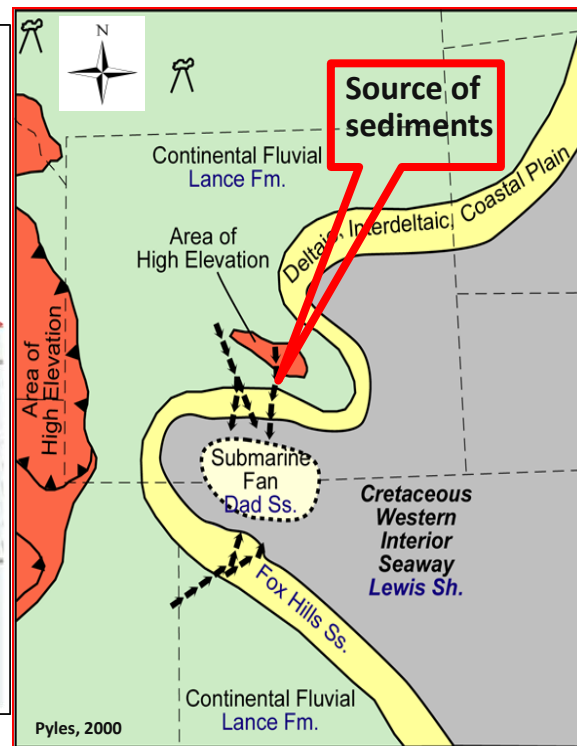 N
Source of
sediments
Continental Fluvial
Lance Fm.
Deltaic, Interdeltaic, Coastal Plain
Area of
High Elevation
Area of
High Elevation
Submarine
Fan
Dad Ss.
Cretaceous
Western
Interior
Seaway
Lewis Sh.
Fox Hills Ss.
Continental Fluvial
Lance Fm.
Pyles, 2000